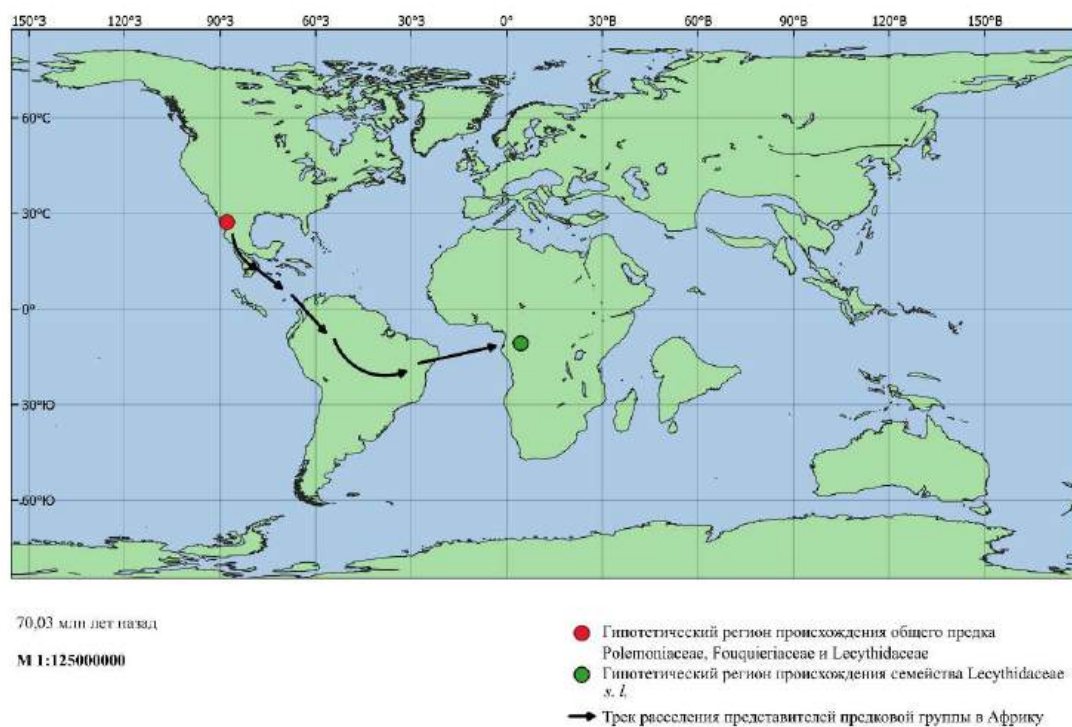 150°З 120°З 90°З 60°З 30°З 0° 30°В 60°В 90°В 120°В 150°В
60°С
30°С
0°
30°Ю
60°Ю
70,03 млн лет назад
М 1:125000000
Гипотетический регион происхождения общего предка
Polemoniaceae, Fouquieriaceae и Lecythidaceae
Гипотетический регион происхождения семейства Lecythidaceae
s. l.
Трек расселения представителей предковой группы в Африку